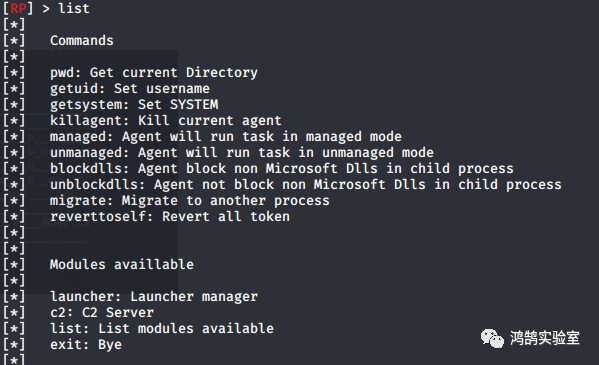 [RP] > list
[*]
[*] Commands
[*]
[*] pwd: Get current Directory
[*] getuid: Set username
[*] getsystem: Set SYSTEM
[*] killagent: Kill current agent
[*] managed: Agent will run task in managed mode
[*] unmanaged: Agent will run task in unmanaged mode
[*] blockdlls: Agent block non Microsoft Dlls in child process
[*] unblockdlls: Agent not block non Microsoft Dlls in child process
[*] migrate: Migrate to another process
[*] reverttoself: Revert all token
[*]
[*]
[*] Modules availlable
[*]
[*] launcher: Launcher manager
[*] c2: C2 Server
[*] list: List modules available
[*] exit: Bye
[*]
鸿鹄实验室